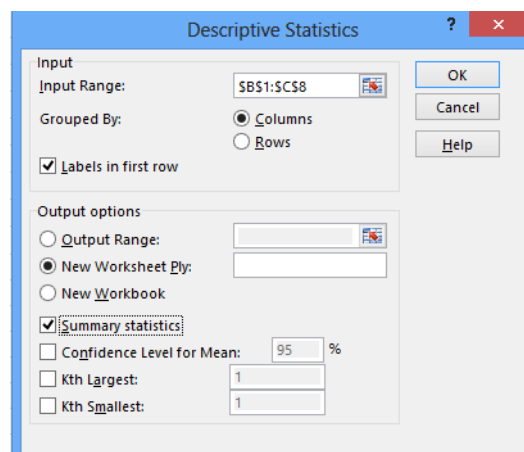 Descriptive Statistics ? ×
Input
Input Range: $B$1:$C$8
Grouped By: Columns
Rows
Labels in first row
OK
Cancel
Help
Output options
Output Range:
New Worksheet Ply:
New Workbook
Summary statistics
Confidence Level for Mean: 95 %
Kth Largest: 1
Kth Smallest: 1